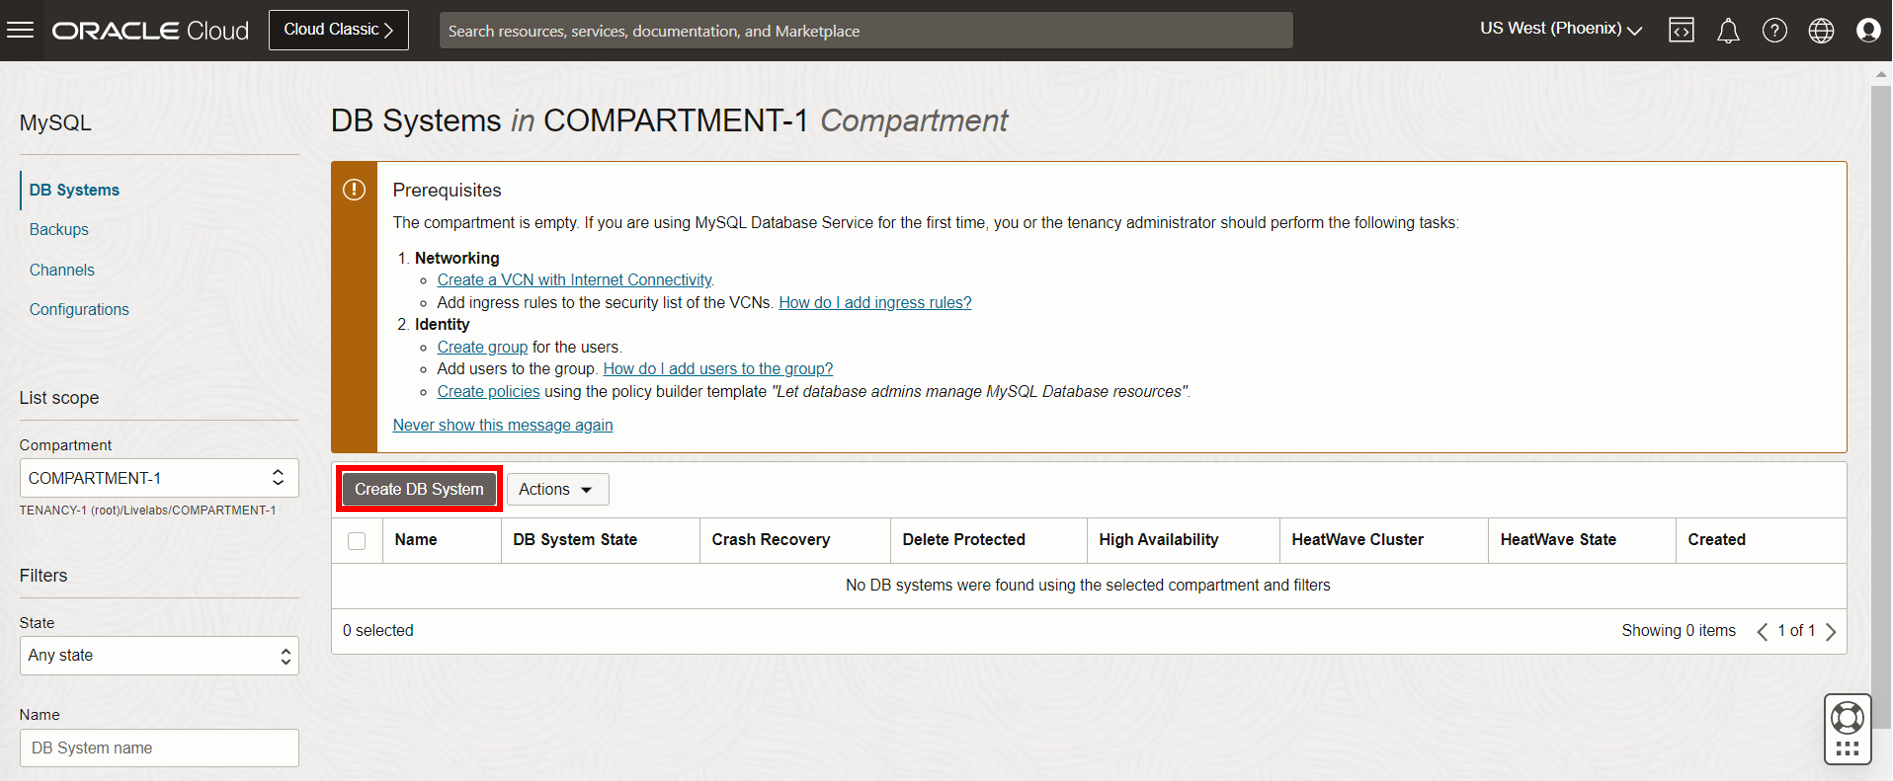 ORACLE Cloud
Cloud Classic
Search resources, services, documentation, and Marketplace
US West (Phoenix)
MySQL
DB Systems
Backups
Channels
Configurations
List scope
Compartment
COMPARTMENT-1
TENANCY-1 (root)/Livelabs/COMPARTMENT-1
Filters
State
Any state
Name
DB System name
DB Systems in COMPARTMENT-1 Compartment
Prerequisites
The compartment is empty. If you are using MySQL Database Service for the first time, you or the tenancy administrator should perform the following tasks:
1. Networking
Create a VCN with Internet Connectivity.
Add ingress rules to the security list of the VCNs. How do I add ingress rules?
2. Identity
Create group for the users.
Add users to the group. How do I add users to the group?
Create policies using the policy builder template "Let database admins manage MySQL Database resources".
Never show this message again
Create DB System Actions
Name DB System State Crash Recovery Delete Protected High Availability HeatWave Cluster HeatWave State Created
No DB systems were found using the selected compartment and filters
0 selected Showing 0 items 1 of 1